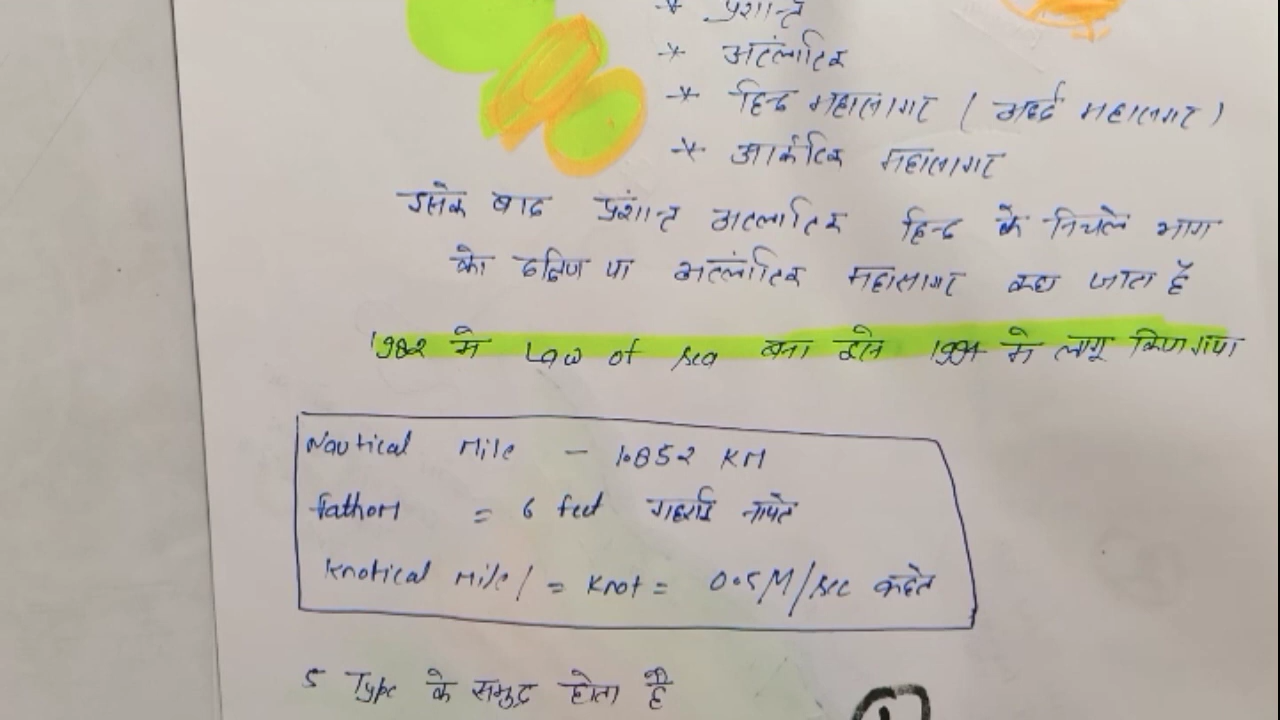 * प्रशान्त
* अटलांटिक
* हिन्द महासागर ( अर्द्ध महासागर )
* आर्कटिक महासागर
उसके बाद प्रशांन्त अटलांटिक हिन्द के निचले भाग
को दक्षिण या अटलांटिक महासागर कहा जाता है
1982 में Law of sea बना इसे 1994 में लागू किया गया
Nautical Mile - 1.852 KM
Fathom = 6 feet गहराई नापते
Knotical Mile / = Knot = 0.5 M/sec कहते
5 Type के समुद्र होता है